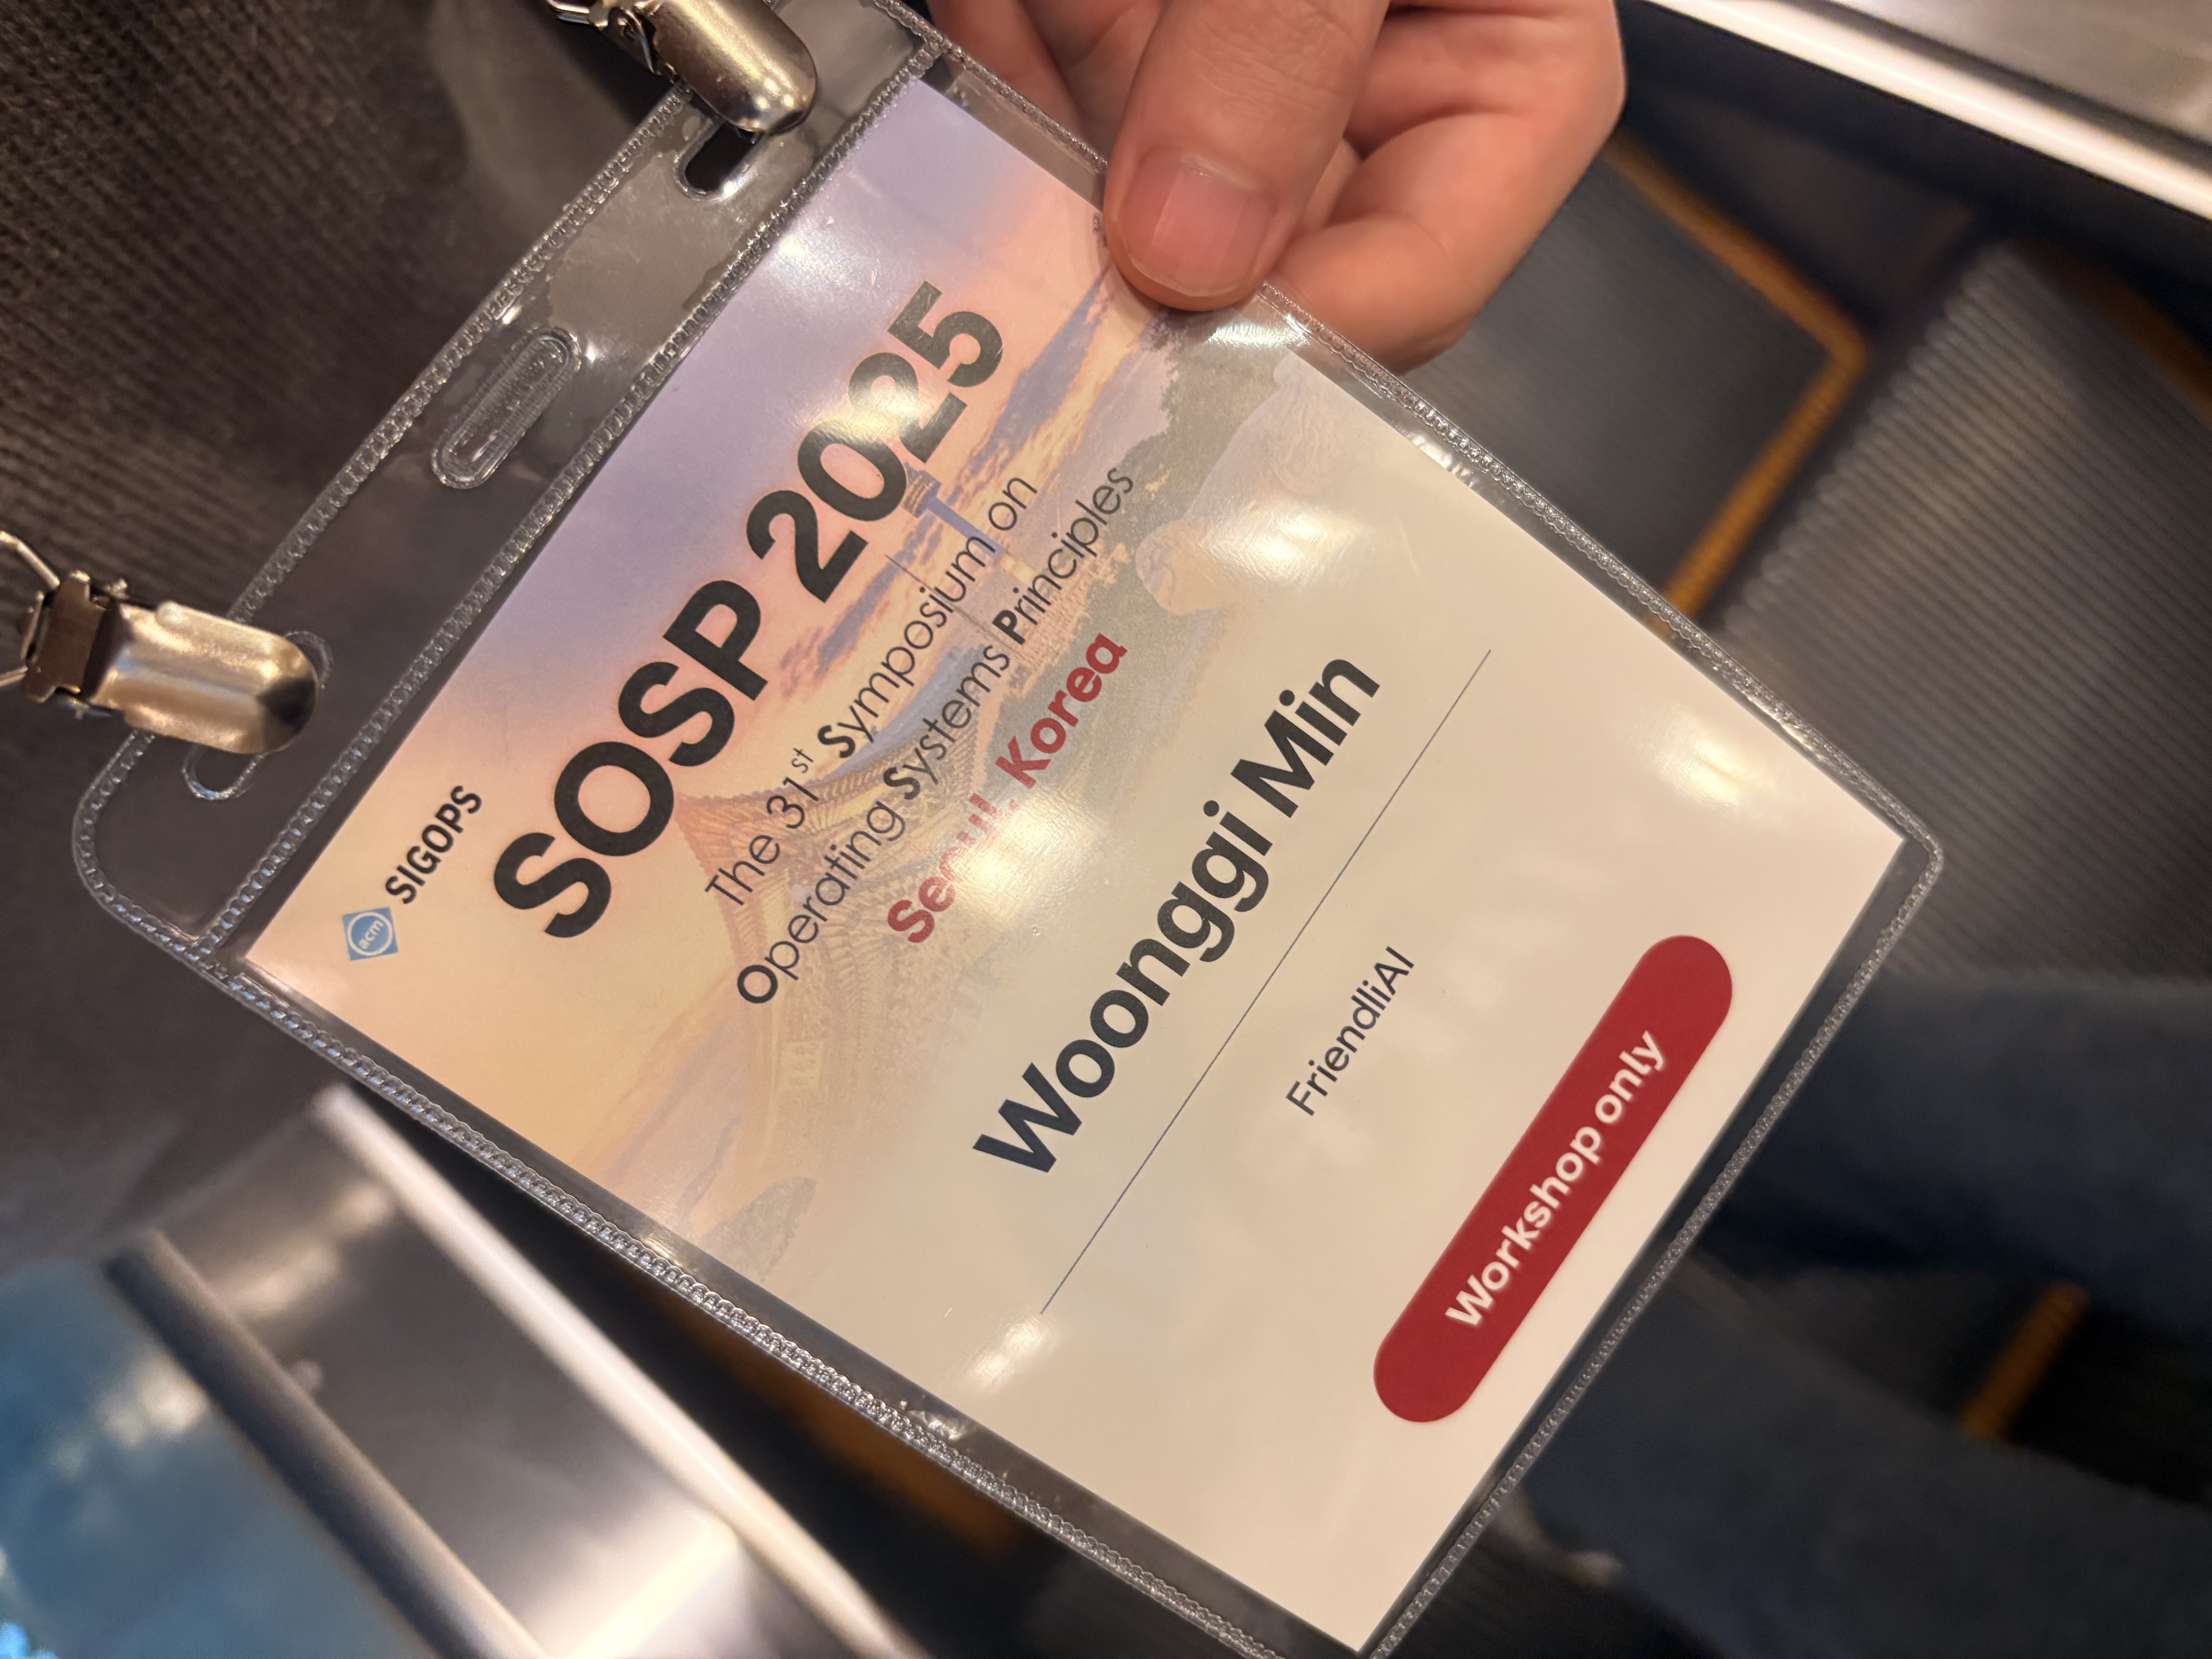 acm SIGOPS
SOSP 2025
The 31st Symposium on
Operating Systems Principles
Seoul, Korea
Woonggi Min
FriendliAI
Workshop only